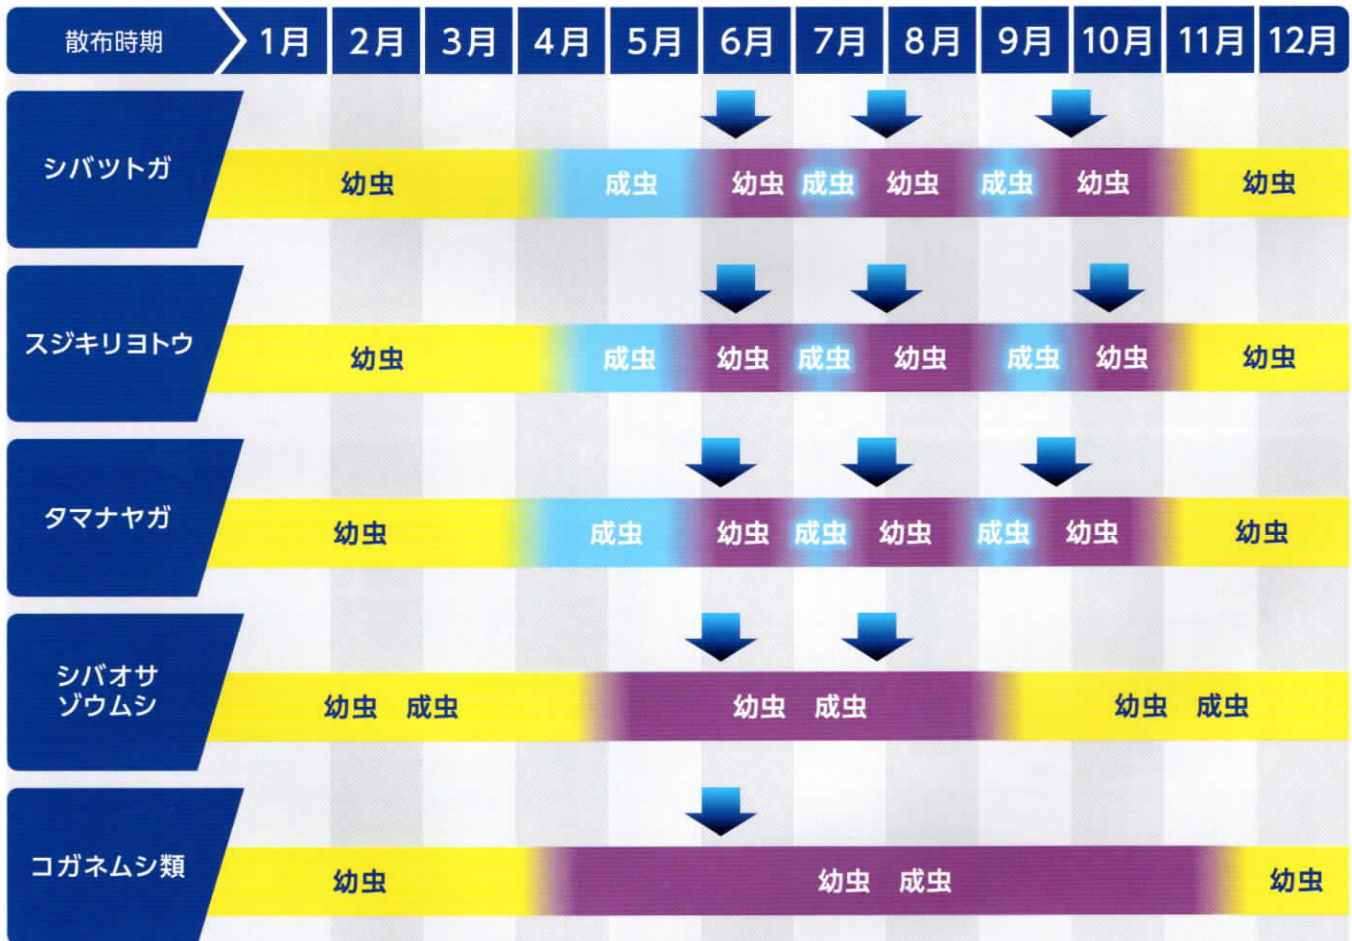 散布時期 1月 2月 3月 4月 5月 6月 7月 8月 9月 10月 11月 12月
シバツトガ
幼虫 成虫 幼虫 成虫 幼虫 成虫 幼虫 幼虫
スジキリヨトウ
幼虫 成虫 幼虫 成虫 幼虫 成虫 幼虫 幼虫
タマナヤガ
幼虫 成虫 幼虫 成虫 幼虫 成虫 幼虫 幼虫
シバオサ
ゾウムシ
幼虫 成虫 幼虫 成虫 幼虫 成虫
コガネムシ類
幼虫 幼虫 成虫 幼虫